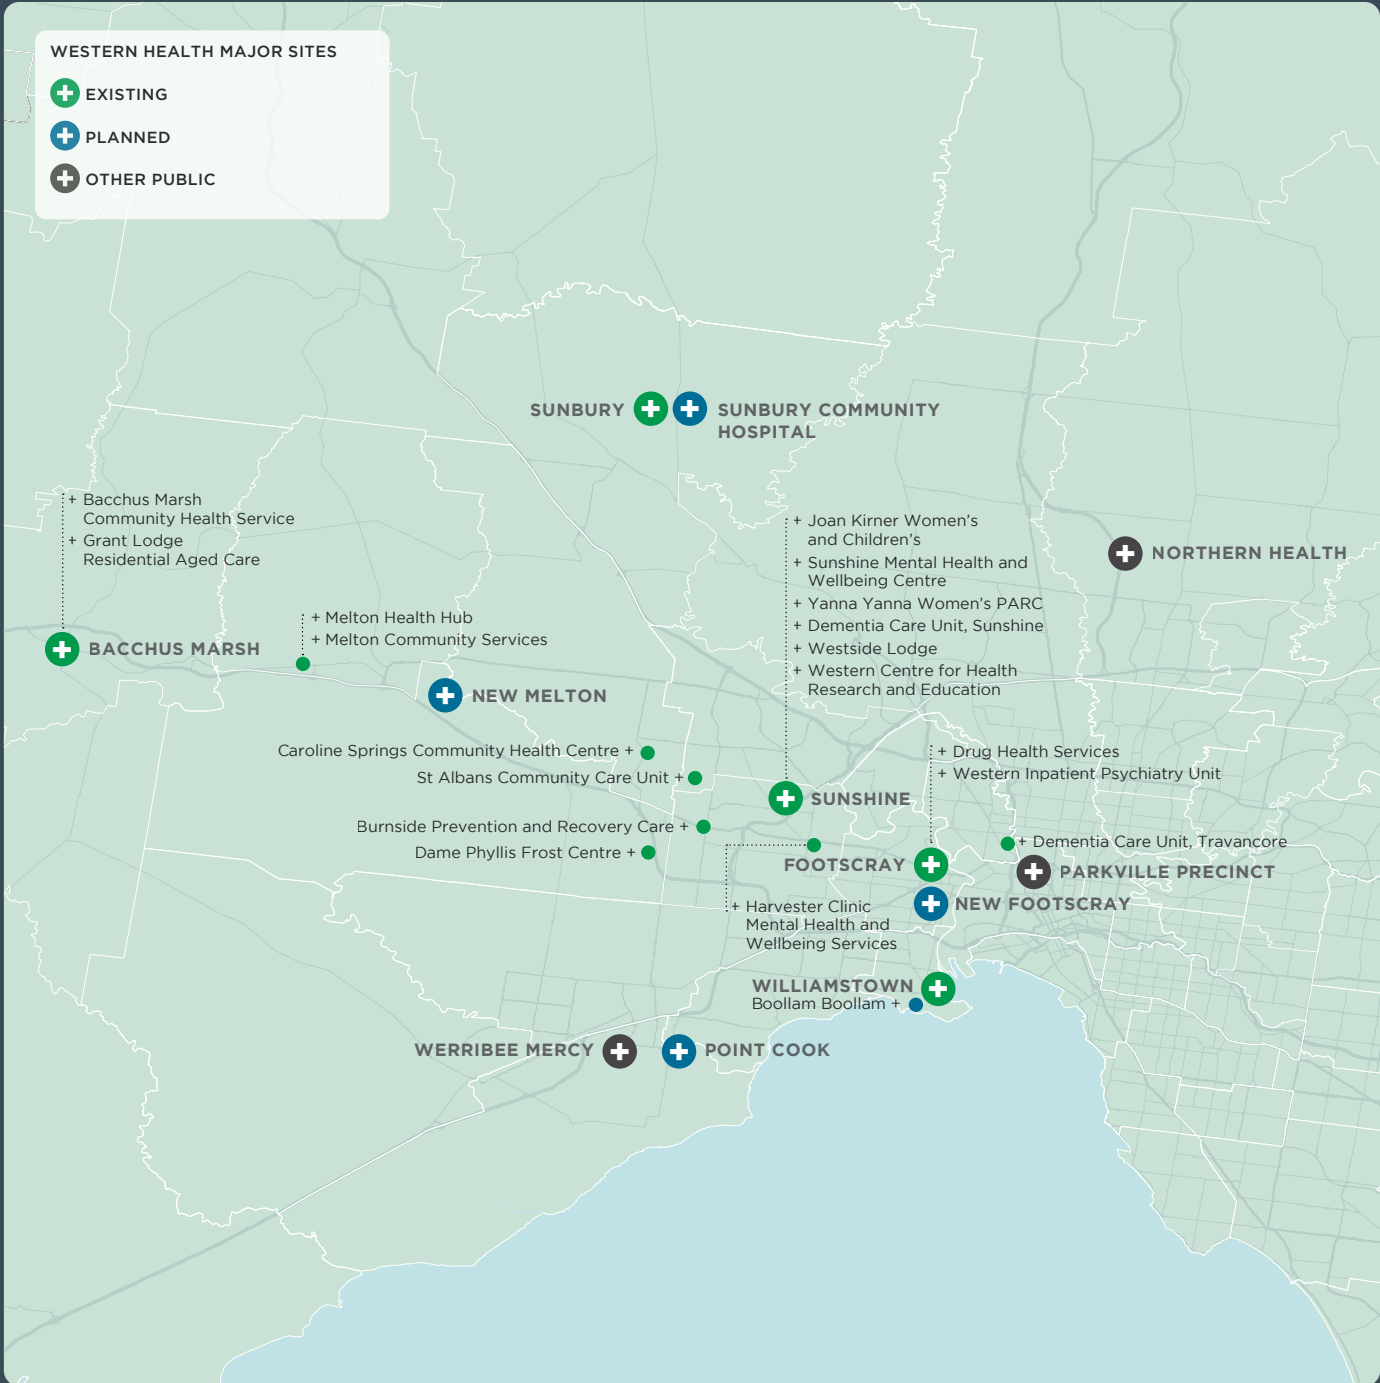 WESTERN HEALTH MAJOR SITES
EXISTING
PLANNED
OTHER PUBLIC
SUNBURY
SUNBURY COMMUNITY
HOSPITAL
+ Bacchus Marsh
Community Health Service
+ Grant Lodge
Residential Aged Care
BACCHUS MARSH
+ Melton Health Hub
+ Melton Community Services
NEW MELTON
+ Joan Kirner Women's
and Children's
+ Sunshine Mental Health and
Wellbeing Centre
+ Yanna Yanna Women's PARC
+ Dementia Care Unit, Sunshine
+ Westside Lodge
+ Western Centre for Health
Research and Education
NORTHERN HEALTH
Caroline Springs Community Health Centre +
St Albans Community Care Unit +
SUNSHINE
+ Drug Health Services
+ Western Inpatient Psychiatry Unit
Burnside Prevention and Recovery Care +
Dame Phyllis Frost Centre +
FOOTSCRAY
+ Dementia Care Unit, Travancore
PARKVILLE PRECINCT
NEW FOOTSCRAY
+ Harvester Clinic
Mental Health and
Wellbeing Services
WILLIAMSTOWN
Boollam Boollam +
WERRIBEE MERCY
POINT COOK